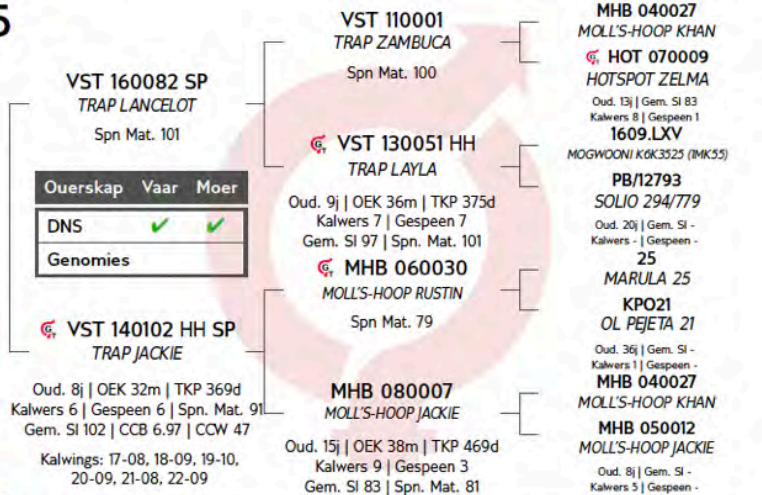 5
VST 160082 SP
TRAP LANCELOT
Spn Mat. 101
Ouerskap Vaar Moer
DNS ✔ ✔
Genomies
VST 140102 HH SP
TRAP JACKIE
Oud. 8j | OEK 32m | TKP 369d
Kalwers 6 | Gespeen 6 | Spn. Mat. 91
Gem. SI 102 | CCB 6.97 | CCW 47
Kalwings: 17-08, 18-09, 19-10,
20-09, 21-08, 22-09
VST 110001
TRAP ZAMBUCA
Spn Mat. 100
VST 130051 HH
TRAP LAYLA
Oud. 9j | OEK 36m | TKP 375d
Kalwers 7 | Gespeen 7
Gem. SI 97 | Spn. Mat. 101
MHB 060030
MOLL'S-HOOP RUSTIN
Spn Mat. 79
MHB 080007
MOLL'S-HOOP JACKIE
Oud. 15j | OEK 38m | TKP 469d
Kalwers 9 | Gespeen 3
Gem. SI 83 | Spn. Mat. 81
MHB 040027
MOLL'S-HOOP KHAN
HOT 070009
HOTSPOT ZELMA
Oud. 13j | Gem. SI 83
Kalwers 8 | Gespeen 1
1609.LXV
MOGWOONI K6K3525 (IMK55)
PB/12793
SOLIO 294/779
Oud. 20j | Gem. SI -
Kalwers - | Gespeen -
25
MARULA 25
KPO21
OL PEJETA 21
Oud. 36j | Gem. SI -
Kalwers 1 | Gespeen -
MHB 040027
MOLL'S-HOOP KHAN
MHB 050012
MOLL'S-HOOP JACKIE
Oud. 8j | Gem. SI -
Kalwers 5 | Gespeen -